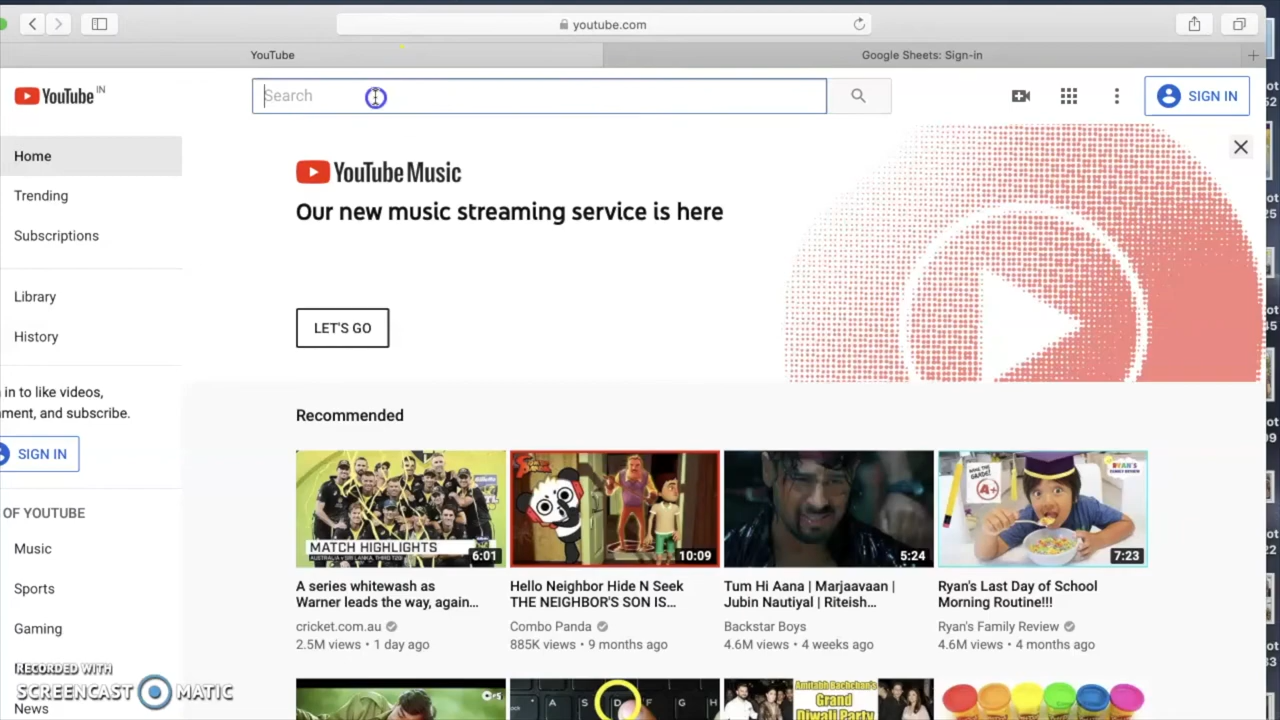 youtube.com
YouTube
Google Sheets: Sign-in
YouTube IN
Search
SIGN IN
Home
Trending
Subscriptions
Library
History
in to like videos,
ment, and subscribe.
SIGN IN
OF YOUTUBE
Music
Sports
Gaming
News
YouTube Music
Our new music streaming service is here
LET'S GO
Recommended
MATCH HIGHLIGHTS
6:01
A series whitewash as
Warner leads the way, again...
cricket.com.au
2.5M views • 1 day ago
10:09
Hello Neighbor Hide N Seek
THE NEIGHBOR'S SON IS...
Combo Panda
885K views • 9 months ago
5:24
Tum Hi Aana | Marjaavaan |
Jubin Nautiyal | Riteish...
Backstar Boys
4.6M views • 4 weeks ago
RYAN'S
FAMILY REVIEW
A+
7:23
Ryan's Last Day of School
Morning Routine!!!
Ryan's Family Review
4.6M views • 4 months ago
A S D F G H
Amitabh Bachchan's
Grand
Diwali Party
RECORDED WITH
SCREENCAST MATIC